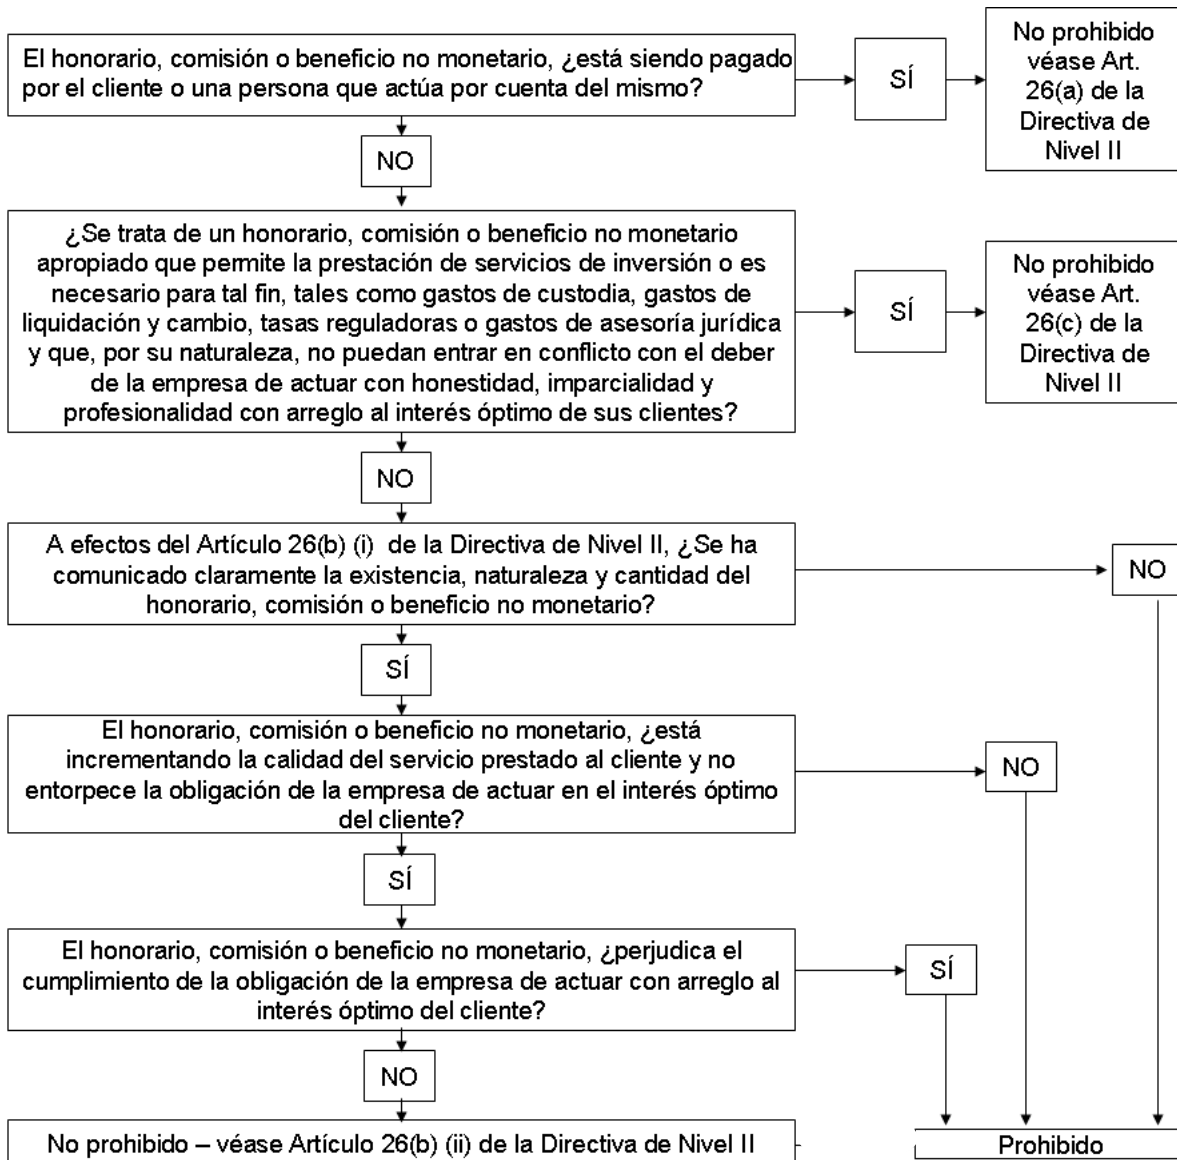 El honorario, comisión o beneficio no monetario, ¿está siendo pagado
por el cliente o una persona que actúa por cuenta del mismo?
SÍ
No prohibido
véase Art.
26(a) de la
Directiva de
Nivel II
NO
¿Se trata de un honorario, comisión o beneficio no monetario
apropiado que permite la prestación de servicios de inversión o es
necesario para tal fin, tales como gastos de custodia, gastos de
liquidación y cambio, tasas reguladoras o gastos de asesoría jurídica
y que, por su naturaleza, no puedan entrar en conflicto con el deber
de la empresa de actuar con honestidad, imparcialidad y
profesionalidad con arreglo al interés óptimo de sus clientes?
SÍ
No prohibido
véase Art.
26(c) de la
Directiva de
Nivel II
NO
A efectos del Artículo 26(b) (i) de la Directiva de Nivel II, ¿Se ha
comunicado claramente la existencia, naturaleza y cantidad del
honorario, comisión o beneficio no monetario?
NO
SÍ
El honorario, comisión o beneficio no monetario, ¿está
incrementando la calidad del servicio prestado al cliente y no
entorpece la obligación de la empresa de actuar en el interés óptimo
del cliente?
NO
SÍ
El honorario, comisión o beneficio no monetario, ¿perjudica el
cumplimiento de la obligación de la empresa de actuar con arreglo al
interés óptimo del cliente?
SÍ
NO
No prohibido – véase Artículo 26(b) (ii) de la Directiva de Nivel II
Prohibido